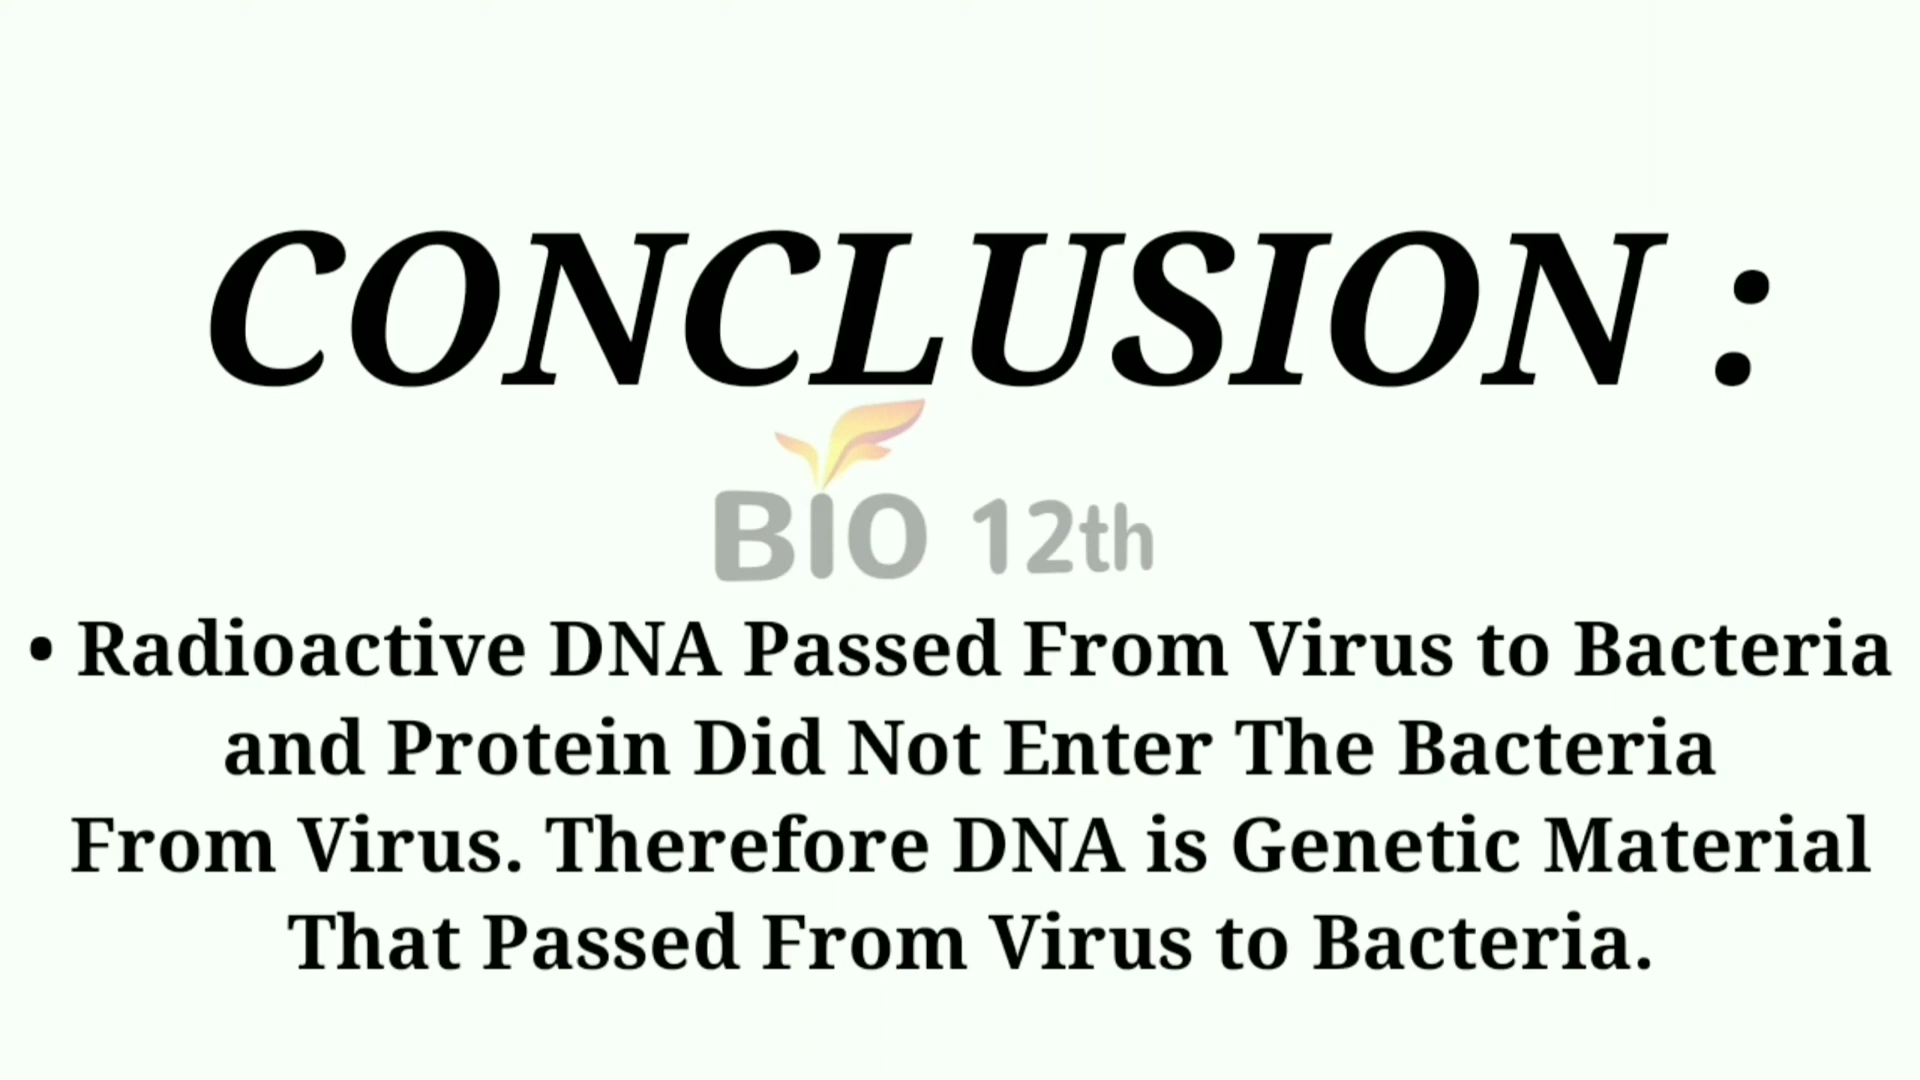 CONCLUSION :
BIO 12th
• Radioactive DNA Passed From Virus to Bacteria
and Protein Did Not Enter The Bacteria
From Virus. Therefore DNA is Genetic Material
That Passed From Virus to Bacteria.